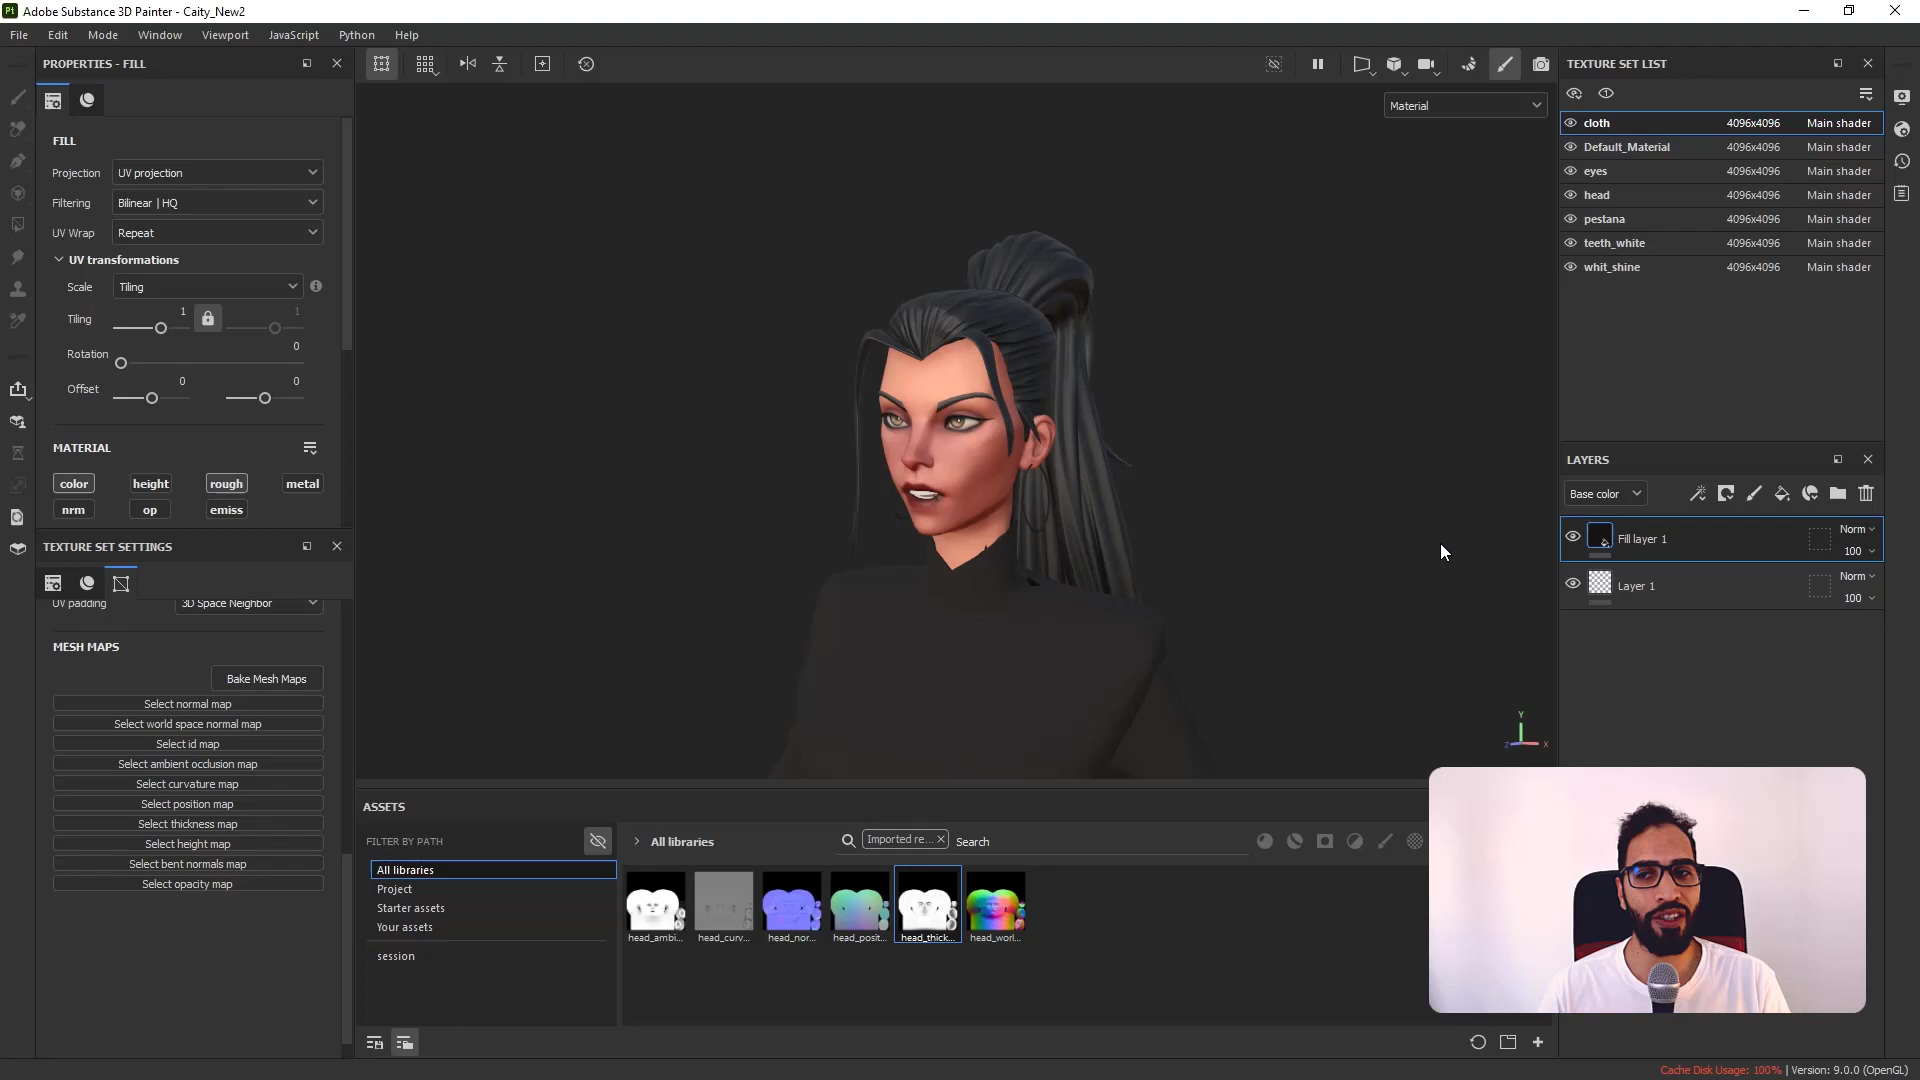 Pt Adobe Substance 3D Painter - Caity_New2
File Edit Mode Window Viewport JavaScript Python Help
PROPERTIES - FILL
FILL
Projection UV projection
Filtering Bilinear | HQ
UV Wrap Repeat
UV transformations
Scale Tiling
Tiling 1 1
Rotation 0
Offset 0 0
MATERIAL
color height rough metal
nrm op emiss
TEXTURE SET SETTINGS
UV padding 3D Space Neighbor
MESH MAPS
Bake Mesh Maps
Select normal map
Select world space normal map
Select id map
Select ambient occlusion map
Select curvature map
Select position map
Select thickness map
Select height map
Select bent normals map
Select opacity map
Material
Y
Z X
ASSETS
FILTER BY PATH
All libraries
Project
Starter assets
Your assets
session
All libraries
Imported re...
Search
head_ambi... head_curv... head_nor... head_posit... head_thick... head_worl...
TEXTURE SET LIST
cloth 4096x4096 Main shader
Default_Material 4096x4096 Main shader
eyes 4096x4096 Main shader
head 4096x4096 Main shader
pestana 4096x4096 Main shader
teeth_white 4096x4096 Main shader
whit_shine 4096x4096 Main shader
LAYERS
Base color
Fill layer 1 Norm 100
Layer 1 Norm 100
Cache Disk Usage: 100% | Version: 9.0.0 (OpenGL)